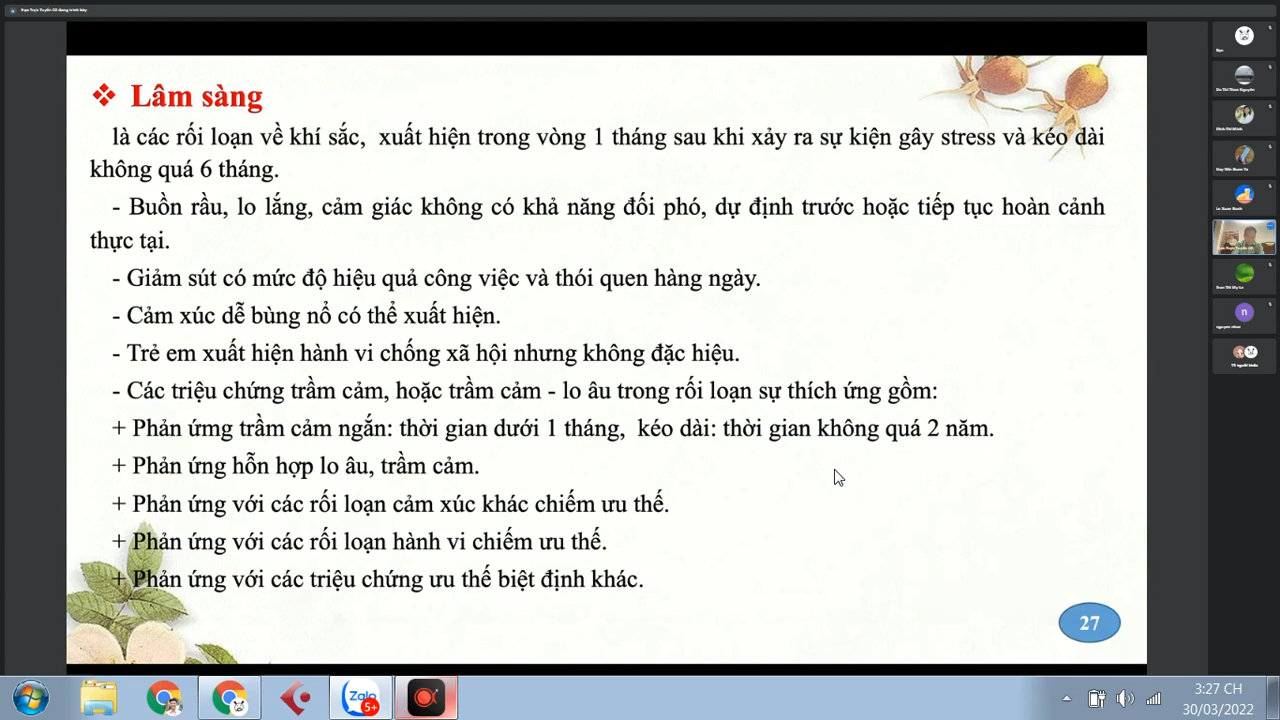 Lâm sàng
là các rối loạn về khí sắc, xuất hiện trong vòng 1 tháng sau khi xảy ra sự kiện gây stress và kéo dài
không quá 6 tháng.
- Buồn rầu, lo lắng, cảm giác không có khả năng đối phó, dự định trước hoặc tiếp tục hoàn cảnh
thực tại.
- Giảm sút có mức độ hiệu quả công việc và thói quen hàng ngày.
- Cảm xúc dễ bùng nổ có thể xuất hiện.
- Trẻ em xuất hiện hành vi chống xã hội nhưng không đặc hiệu.
- Các triệu chứng trầm cảm, hoặc trầm cảm - lo âu trong rối loạn sự thích ứng gồm:
+ Phản ứmg trầm cảm ngắn: thời gian dưới 1 tháng, kéo dài: thời gian không quá 2 năm.
+ Phản ứng hỗn hợp lo âu, trầm cảm.
+ Phản ứng với các rối loạn cảm xúc khác chiếm ưu thế.
+ Phản ứng với các rối loạn hành vi chiếm ưu thế.
+ Phản ứng với các triệu chứng ưu thế biệt định khác.
27
Zalo
5+
3:27 CH
30/03/2022